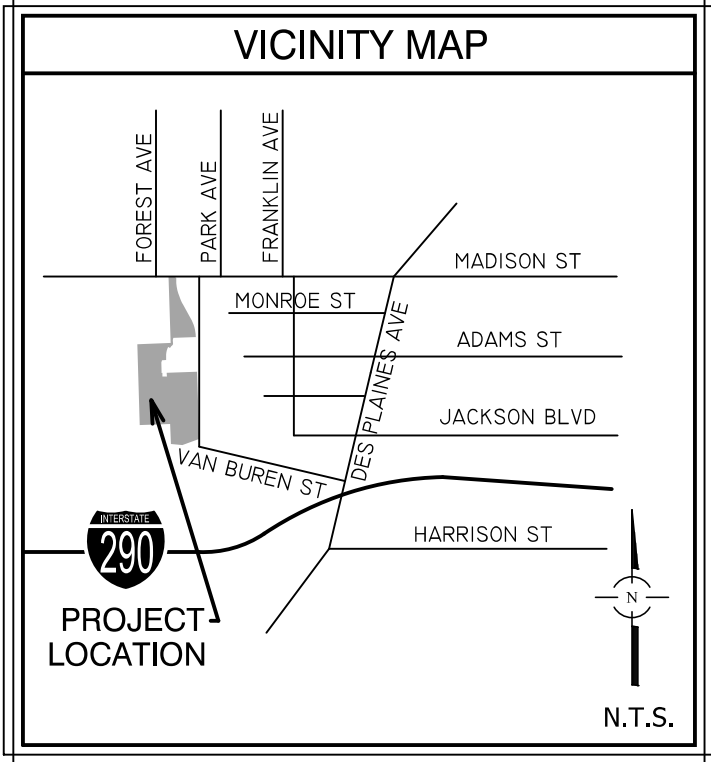 VICINITY MAP
FOREST AVE
PARK AVE
FRANKLIN AVE
MADISON ST
MONROE ST
ADAMS ST
DES PLAINES AVE
JACKSON BLVD
VAN BUREN ST
INTERSTATE
290
HARRISON ST
PROJECT
LOCATION
N
N.T.S.